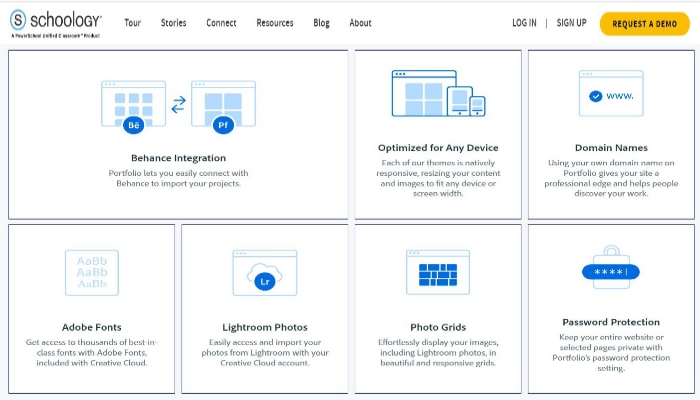 S schoology®
A PowerSchool Unified Classroom™ Product
Tour Stories Connect Resources Blog About
LOG IN | SIGN UP REQUEST A DEMO
Bē Pf
Behance Integration
Portfolio lets you easily connect with
Behance to import your projects.
Optimized for Any Device
Each of our themes is natively
responsive, resizing your content
and images to fit any device or
screen width.
www.
Domain Names
Using your own domain name on
Portfolio gives your site a
professional edge and helps people
discover your work.
AaBb
AaBb
AaBb
Adobe Fonts
Get access to thousands of best-in-
class fonts with Adobe Fonts,
included with Creative Cloud.
Lr
Lightroom Photos
Easily access and import your
photos from Lightroom with your
Creative Cloud account.
Photo Grids
Effortlessly display your images,
including Lightroom photos, in
beautiful and responsive grids.
****|
Password Protection
Keep your entire website or
selected pages private with
Portfolio's password protection
setting.